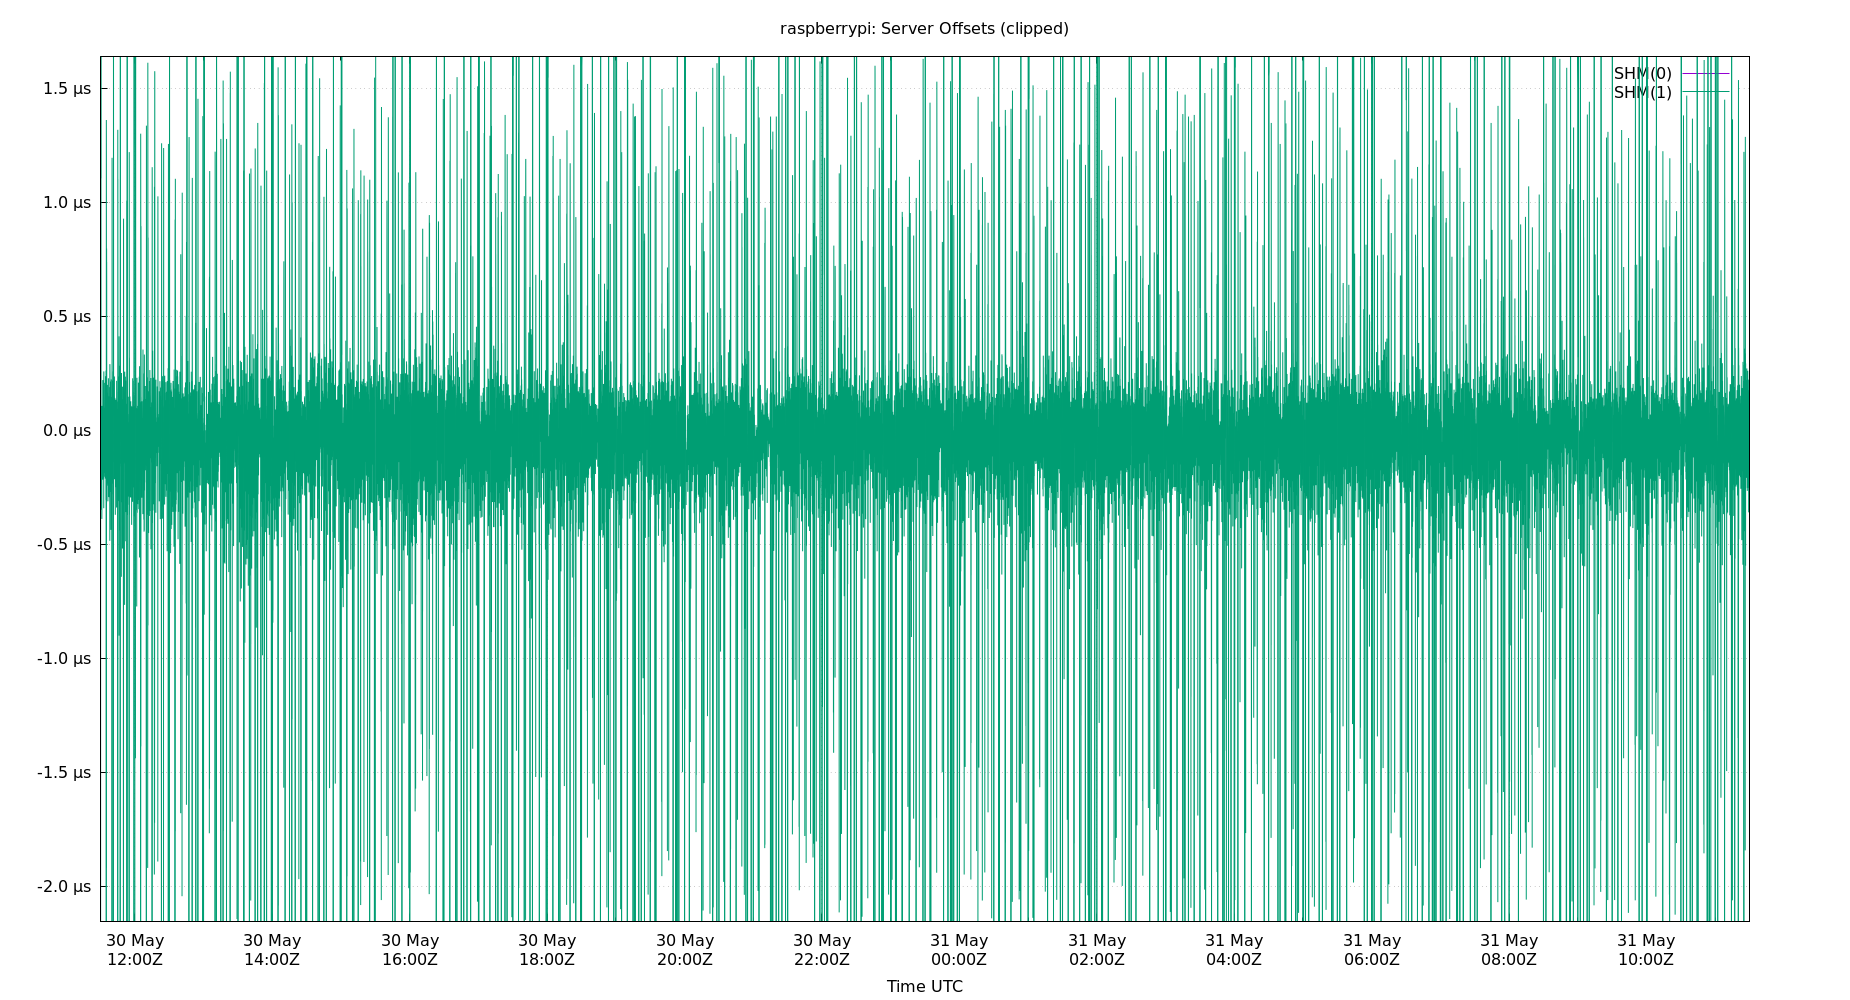 raspberrypi: Server Offsets (clipped)
SHM(0)
SHM(1)
1.5 µs
1.0 µs
0.5 µs
0.0 µs
-0.5 µs
-1.0 µs
-1.5 µs
-2.0 µs
30 May 30 May 30 May 30 May 30 May 30 May 31 May 31 May 31 May 31 May 31 May 31 May
12:00Z 14:00Z 16:00Z 18:00Z 20:00Z 22:00Z 00:00Z 02:00Z 04:00Z 06:00Z 08:00Z 10:00Z
Time UTC